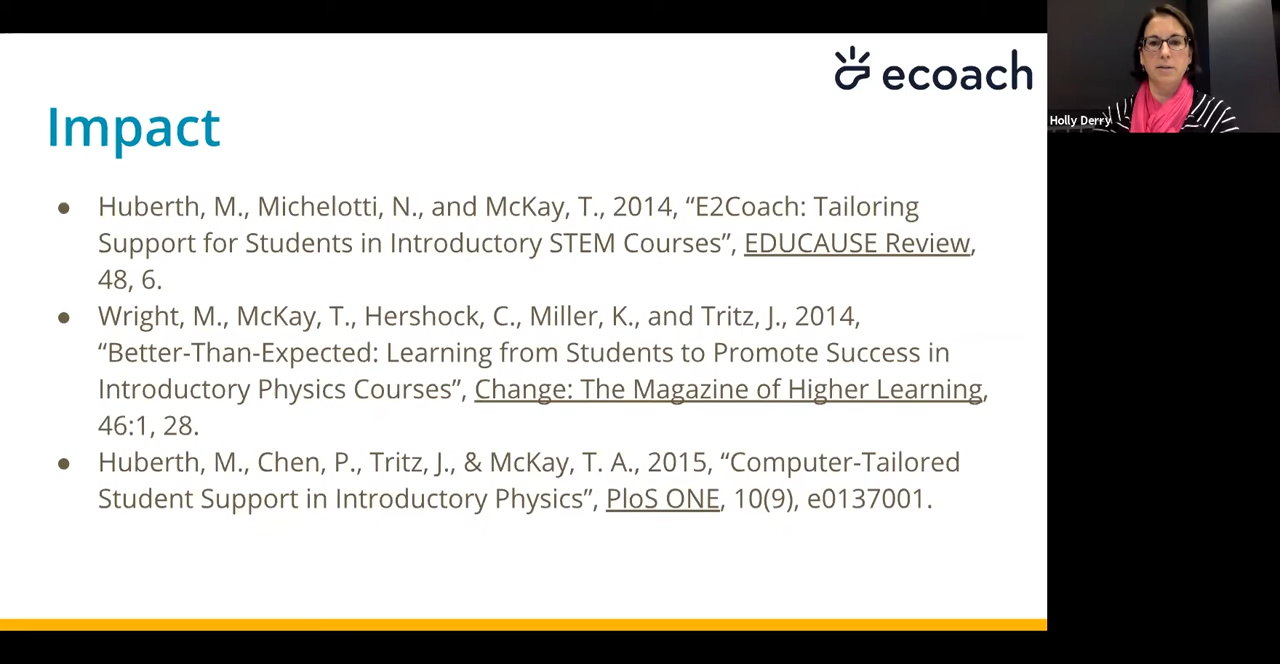 ecoach
Holly Derry
Impact
● Huberth, M., Michelotti, N., and McKay, T., 2014, “E2Coach: Tailoring
Support for Students in Introductory STEM Courses”, EDUCAUSE Review,
48, 6.
● Wright, M., McKay, T., Hershock, C., Miller, K., and Tritz, J., 2014,
“Better-Than-Expected: Learning from Students to Promote Success in
Introductory Physics Courses”, Change: The Magazine of Higher Learning,
46:1, 28.
● Huberth, M., Chen, P., Tritz, J., & McKay, T. A., 2015, “Computer-Tailored
Student Support in Introductory Physics”, PloS ONE, 10(9), e0137001.